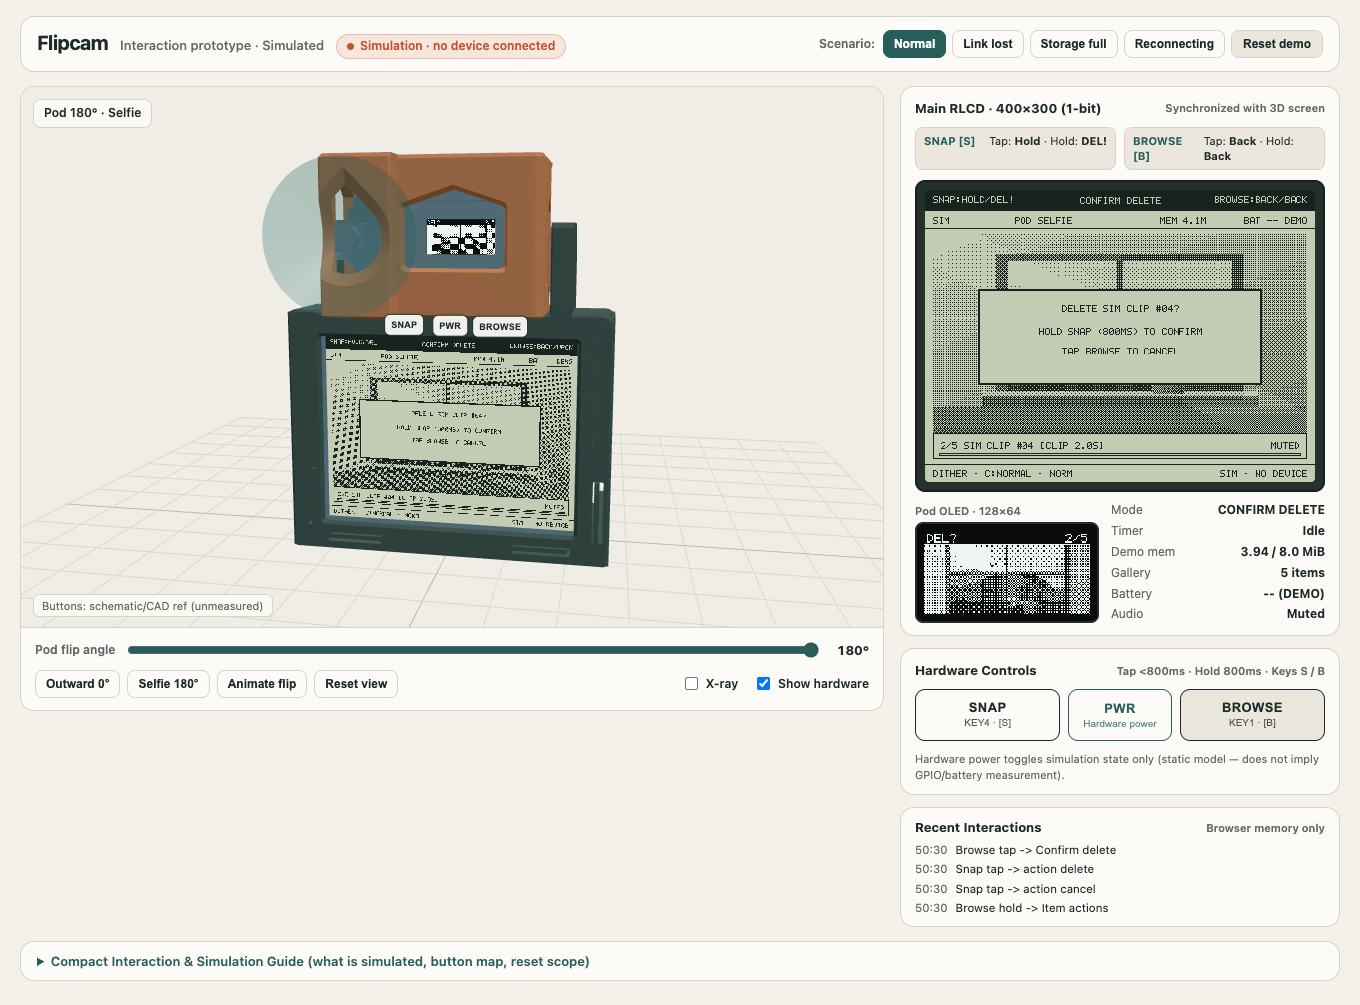 Flipcam
Interaction prototype · Simulated
Simulation · no device connected
Scenario:
Normal
Link lost
Storage full
Reconnecting
Reset demo
Pod 180° · Selfie
SNAP
PWR
BROWSE
Buttons: schematic/CAD ref (unmeasured)
Pod flip angle
180°
Outward 0°
Selfie 180°
Animate flip
Reset view
X-ray
Show hardware
Main RLCD · 400×300 (1-bit)
Synchronized with 3D screen
SNAP [S] Tap: Hold · Hold: DEL!
BROWSE [B] Tap: Back · Hold: Back
SNAP:HOLD/DEL! CONFIRM DELETE BROWSE:BACK/BACK
SIM POD SELFIE MEM 4.1M BAT -- DEMO
DELETE SIM CLIP #04?
HOLD SNAP (800MS) TO CONFIRM
TAP BROWSE TO CANCEL
2/5 SIM CLIP #04 [CLIP 2.0S] MUTED
DITHER · C:NORMAL · NORM SIM · NO DEVICE
Pod OLED · 128×64
DEL? 2/5
Mode CONFIRM DELETE
Timer Idle
Demo mem 3.94 / 8.0 MiB
Gallery 5 items
Battery -- (DEMO)
Audio Muted
Hardware Controls
Tap <800ms · Hold 800ms · Keys S / B
SNAP
KEY4 · [S]
PWR
Hardware power
BROWSE
KEY1 · [B]
Hardware power toggles simulation state only (static model — does not imply
GPIO/battery measurement).
Recent Interactions
Browser memory only
50:30 Browse tap -> Confirm delete
50:30 Snap tap -> action delete
50:30 Snap tap -> action cancel
50:30 Browse hold -> Item actions
Compact Interaction & Simulation Guide (what is simulated, button map, reset scope)